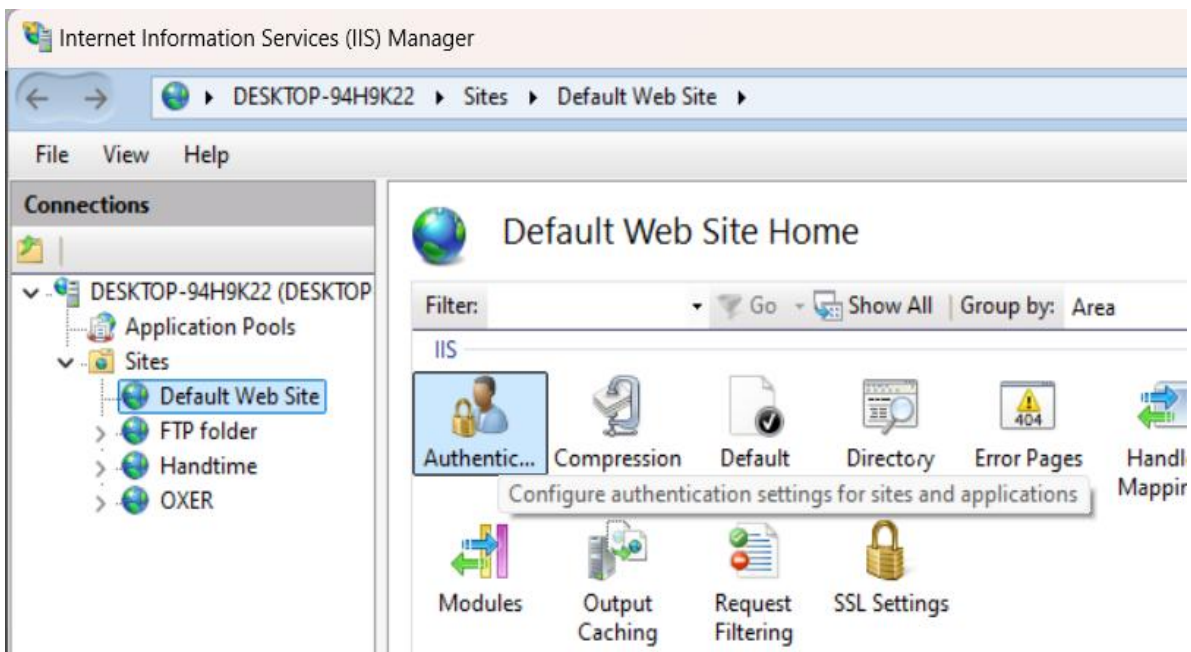 Internet Information Services (IIS) Manager
DESKTOP-94H9K22 Sites Default Web Site
File View Help
Connections
DESKTOP-94H9K22 (DESKTOP
Application Pools
Sites
Default Web Site
FTP folder
Handtime
OXER
Default Web Site Home
Filter: Go Show All Group by: Area
IIS
404
Authentic... Compression Default Directory Error Pages Handl
Mappin
Configure authentication settings for sites and applications
Modules Output Request SSL Settings
Caching Filtering